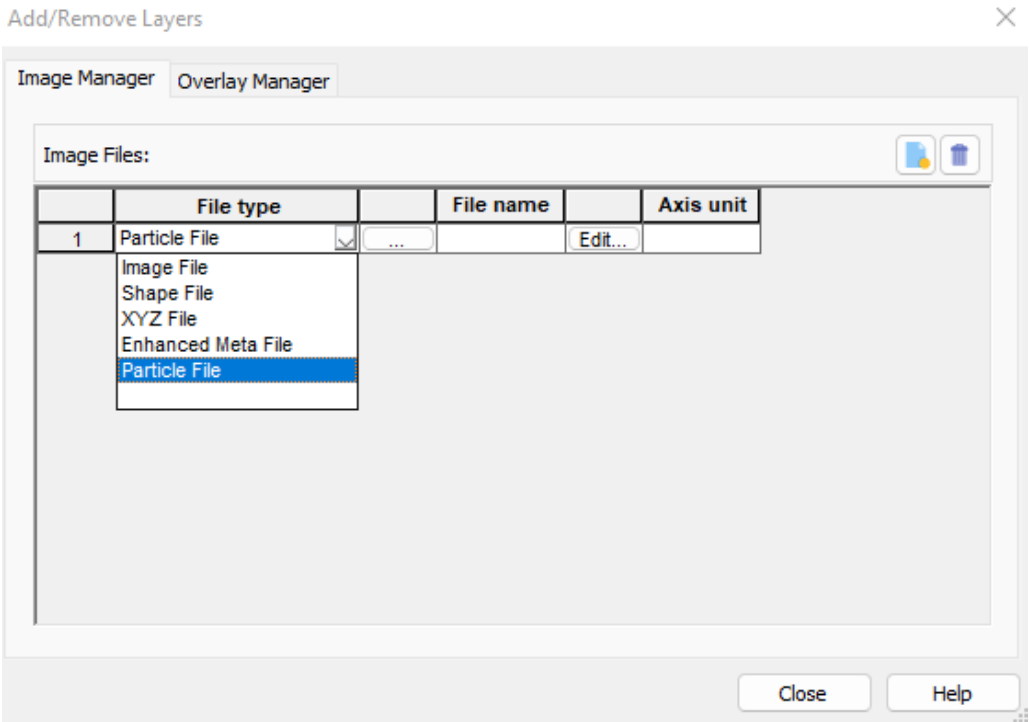 Add/Remove Layers
Image Manager Overlay Manager
Image Files:
File type File name Axis unit
1 Particle File ... Edit...
Image File
Shape File
XYZ File
Enhanced Meta File
Particle File
Close Help